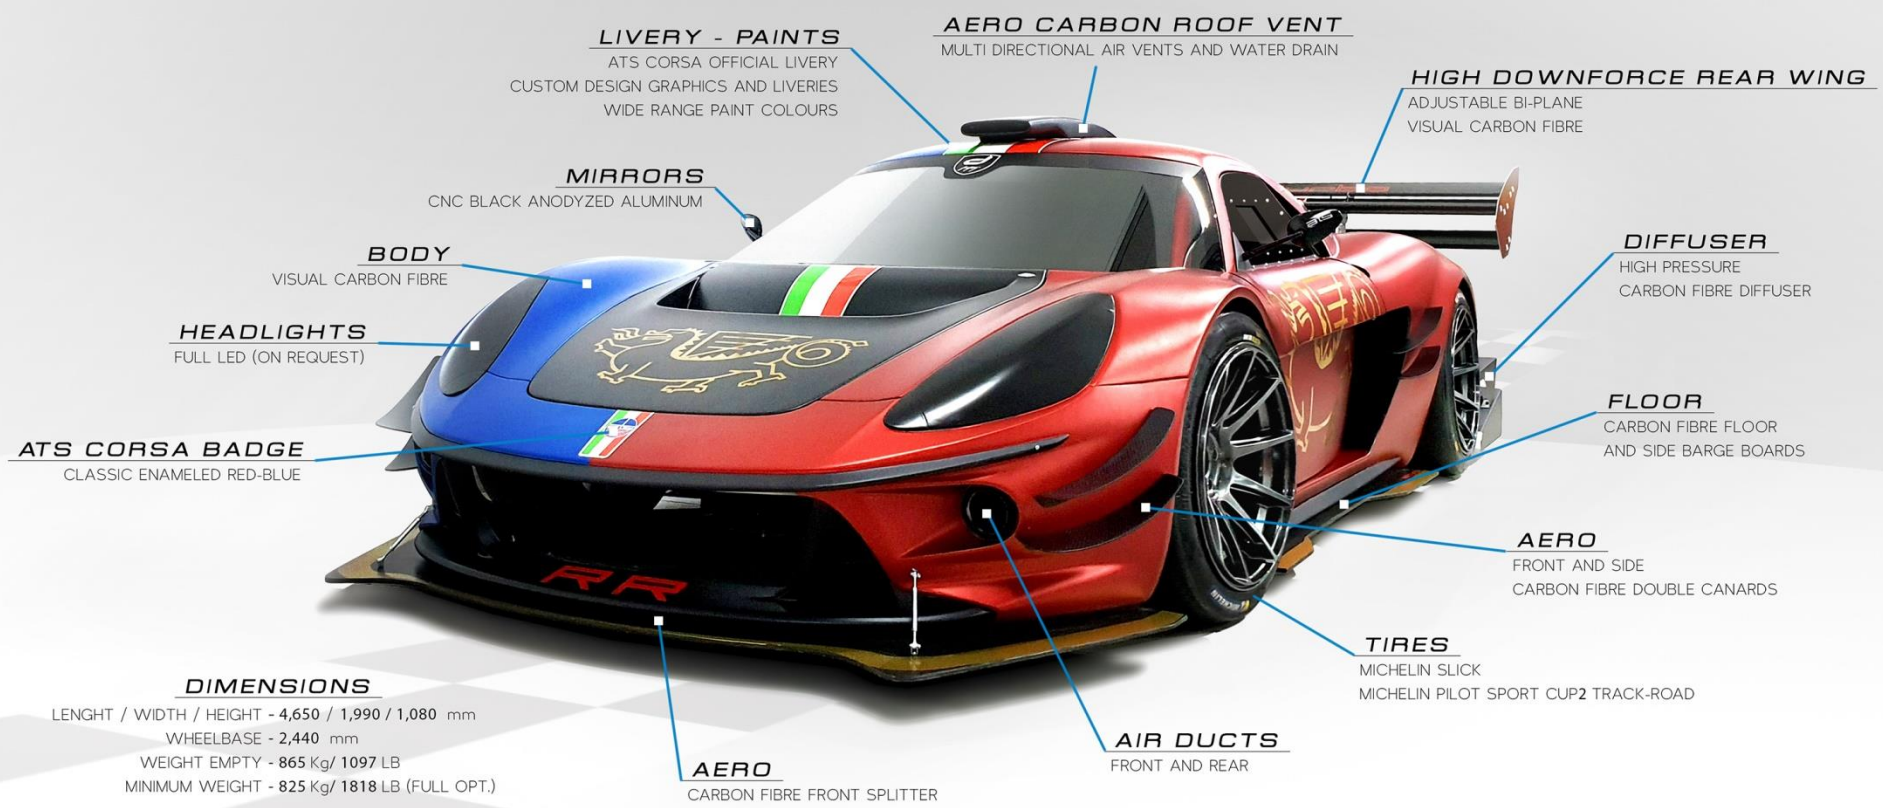 LIVERY - PAINTS
ATS CORSA OFFICIAL LIVERY
CUSTOM DESIGN GRAPHICS AND LIVERIES
WIDE RANGE PAINT COLOURS
AERO CARBON ROOF VENT
MULTI DIRECTIONAL AIR VENTS AND WATER DRAIN
HIGH DOWNFORCE REAR WING
ADJUSTABLE BI-PLANE
VISUAL CARBON FIBRE
MIRRORS
CNC BLACK ANODYZED ALUMINUM
BODY
VISUAL CARBON FIBRE
DIFFUSER
HIGH PRESSURE
CARBON FIBRE DIFFUSER
HEADLIGHTS
FULL LED (ON REQUEST)
FLOOR
CARBON FIBRE FLOOR
AND SIDE BARGE BOARDS
ATS CORSA BADGE
CLASSIC ENAMELED RED-BLUE
AERO
FRONT AND SIDE
CARBON FIBRE DOUBLE CANARDS
RR
TIRES
MICHELIN SLICK
MICHELIN PILOT SPORT CUP2 TRACK-ROAD
DIMENSIONS
LENGHT / WIDTH / HEIGHT - 4,650 / 1,990 / 1,080 mm
WHEELBASE - 2,440 mm
WEIGHT EMPTY - 865 Kg/ 1097 LB
MINIMUM WEIGHT - 825 Kg/ 1818 LB (FULL OPT.)
AERO
CARBON FIBRE FRONT SPLITTER
AIR DUCTS
FRONT AND REAR